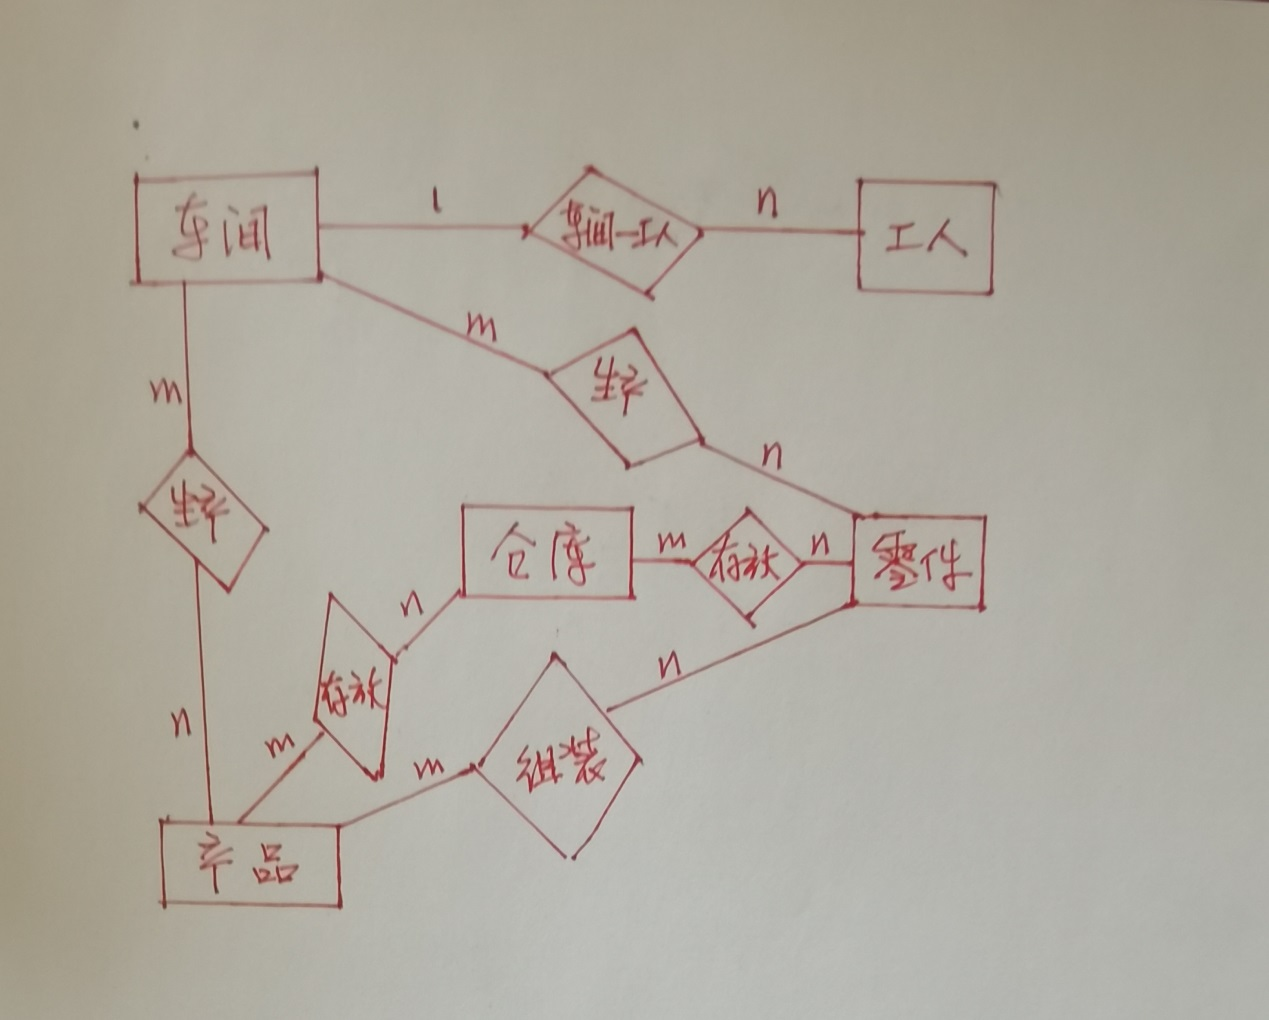 车间 1 车间-工人 n 工人
m
m 生产
n
生产 仓库 m 存放 n 零件
n
存放 n
n m m 组装
产品